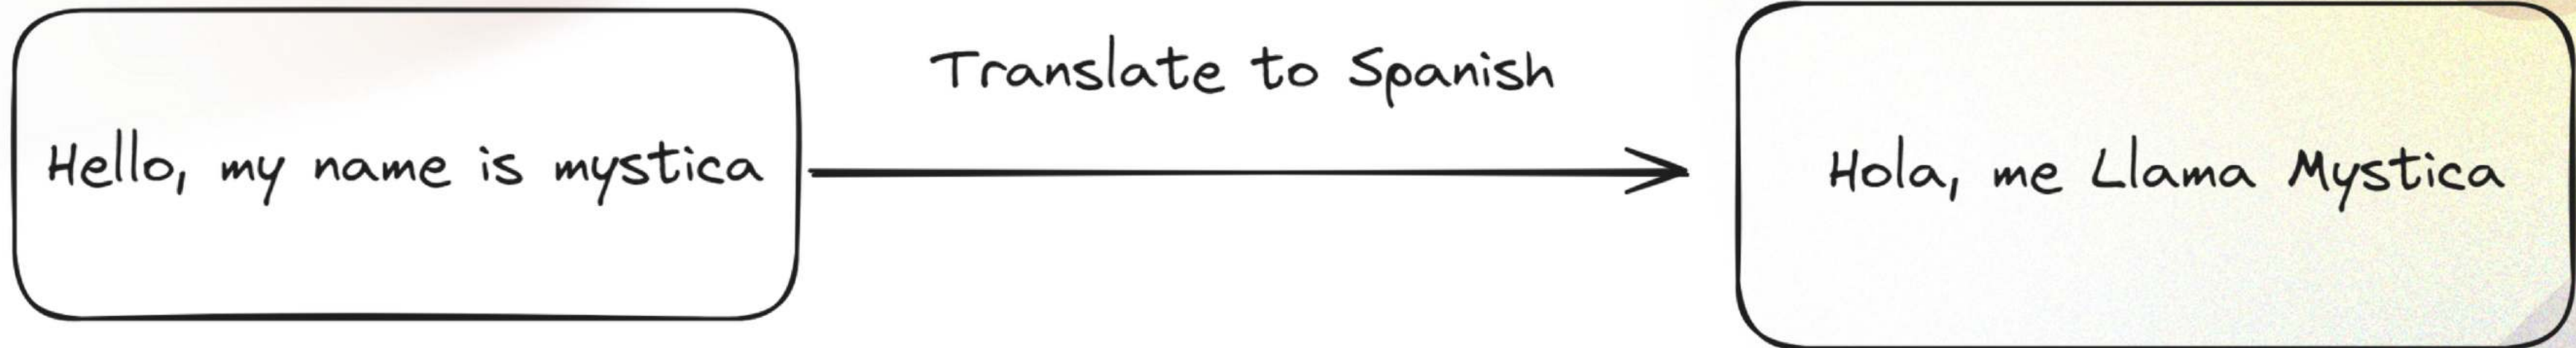 Hello, my name is mystica
Translate to Spanish
Hola, me Llama Mystica